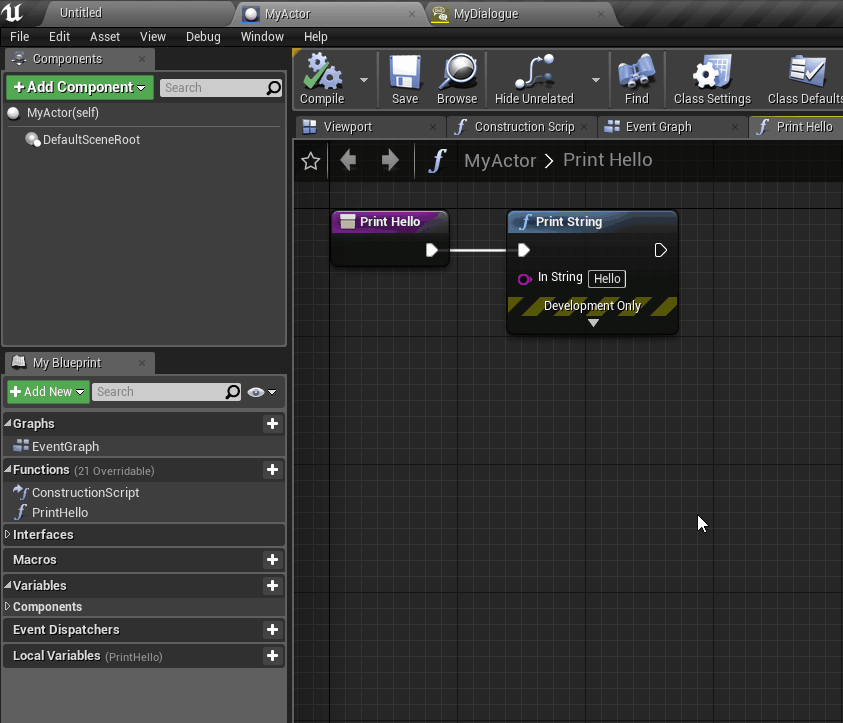 Untitled
MyActor
MyDialogue
File Edit Asset View Debug Window Help
Components
Add Component
Search
MyActor(self)
DefaultSceneRoot
Compile
Save
Browse
Hide Unrelated
Find
Class Settings
Class Defaults
Viewport
Construction Scrip
Event Graph
Print Hello
MyActor > Print Hello
Print Hello
Print String
In String Hello
Development Only
My Blueprint
Add New
Search
Graphs
EventGraph
Functions (21 Overridable)
ConstructionScript
PrintHello
Interfaces
Macros
Variables
Components
Event Dispatchers
Local Variables (PrintHello)